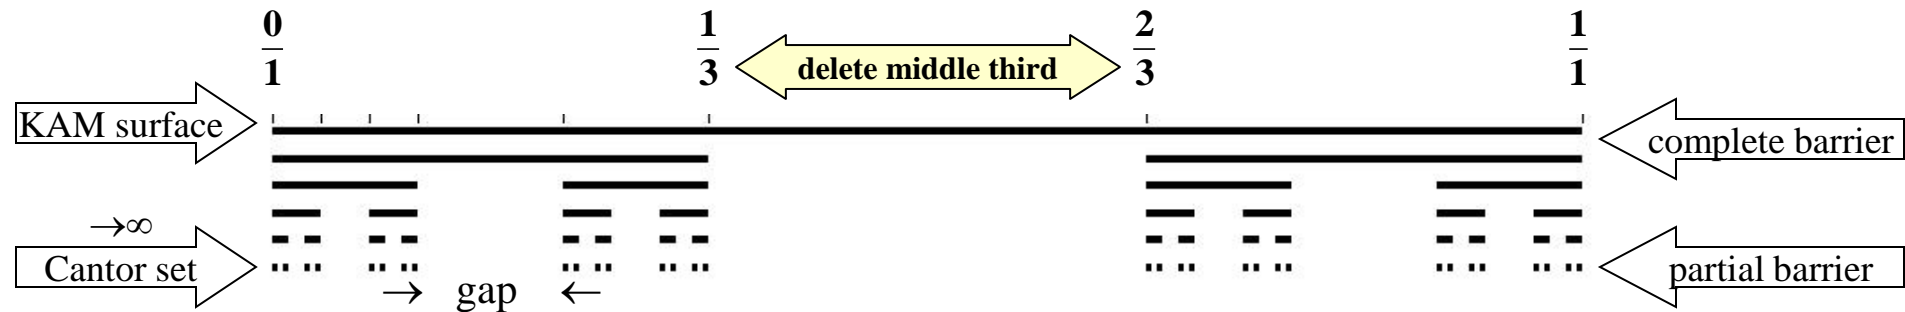 0/1
1/3
2/3
1/1
delete middle third
KAM surface
complete barrier
→∞
Cantor set
partial barrier
→ gap ←